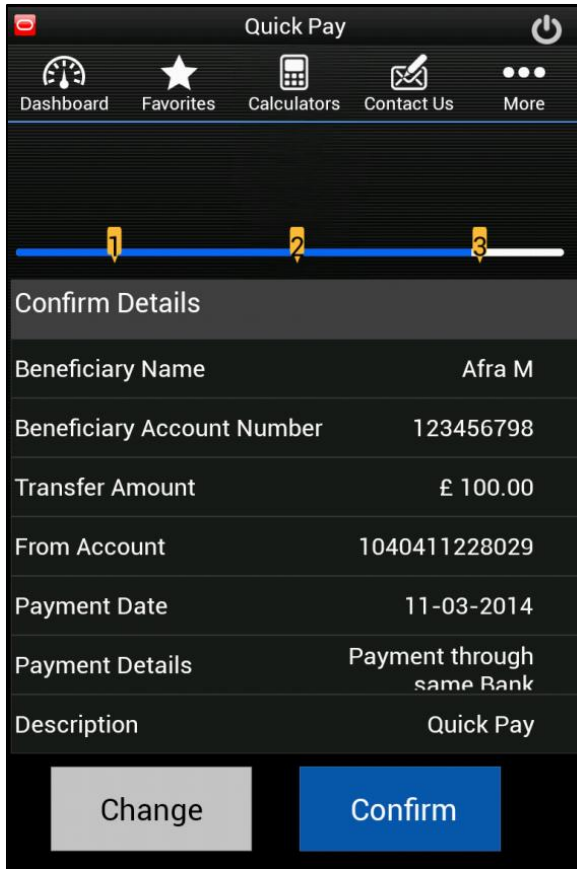 Quick Pay
Dashboard Favorites Calculators Contact Us More
1 2 3
Confirm Details
Beneficiary Name Afra M
Beneficiary Account Number 123456798
Transfer Amount £ 100.00
From Account 1040411228029
Payment Date 11-03-2014
Payment Details Payment through
same Bank
Description Quick Pay
Change Confirm